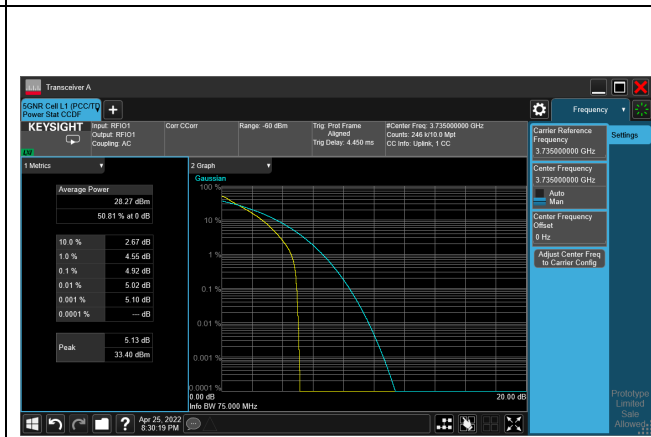 Transceiver A
5GNR Cell L1 (PCC/TD
Power Stat CCDF
+
Frequency
KEYSIGHT
Input: RFIO1
Output: RFIO1
Coupling: AC
Corr CCorr
Range: -60 dBm
Trig: Prot Frame
Aligned
Trig Delay: 4.450 ms
#Center Freq: 3.735000000 GHz
Counts: 246 k/10.0 Mpt
CC Info: Uplink, 1 CC
LV
Carrier Reference
Frequency
3.735000000 GHz
Settings
1 Metrics
2 Graph
Gaussian
Center Frequency
3.735000000 GHz
Auto
Man
Average Power
28.27 dBm
50.81 % at 0 dB
10.0 % 2.67 dB
1.0 % 4.55 dB
0.1 % 4.92 dB
0.01 % 5.02 dB
0.001 % 5.10 dB
0.0001 % --- dB
Peak
5.13 dB
33.40 dBm
100 %
10 %
1 %
0.1 %
0.01 %
0.001 %
0.0001 %
0.00 dB
20.00 dB
Info BW 75.000 MHz
Center Frequency
Offset
0 Hz
Adjust Center Freq
to Carrier Config
Prototype
Limited
Sale
Allowed
?
Apr 25, 2022
8:30:19 PM